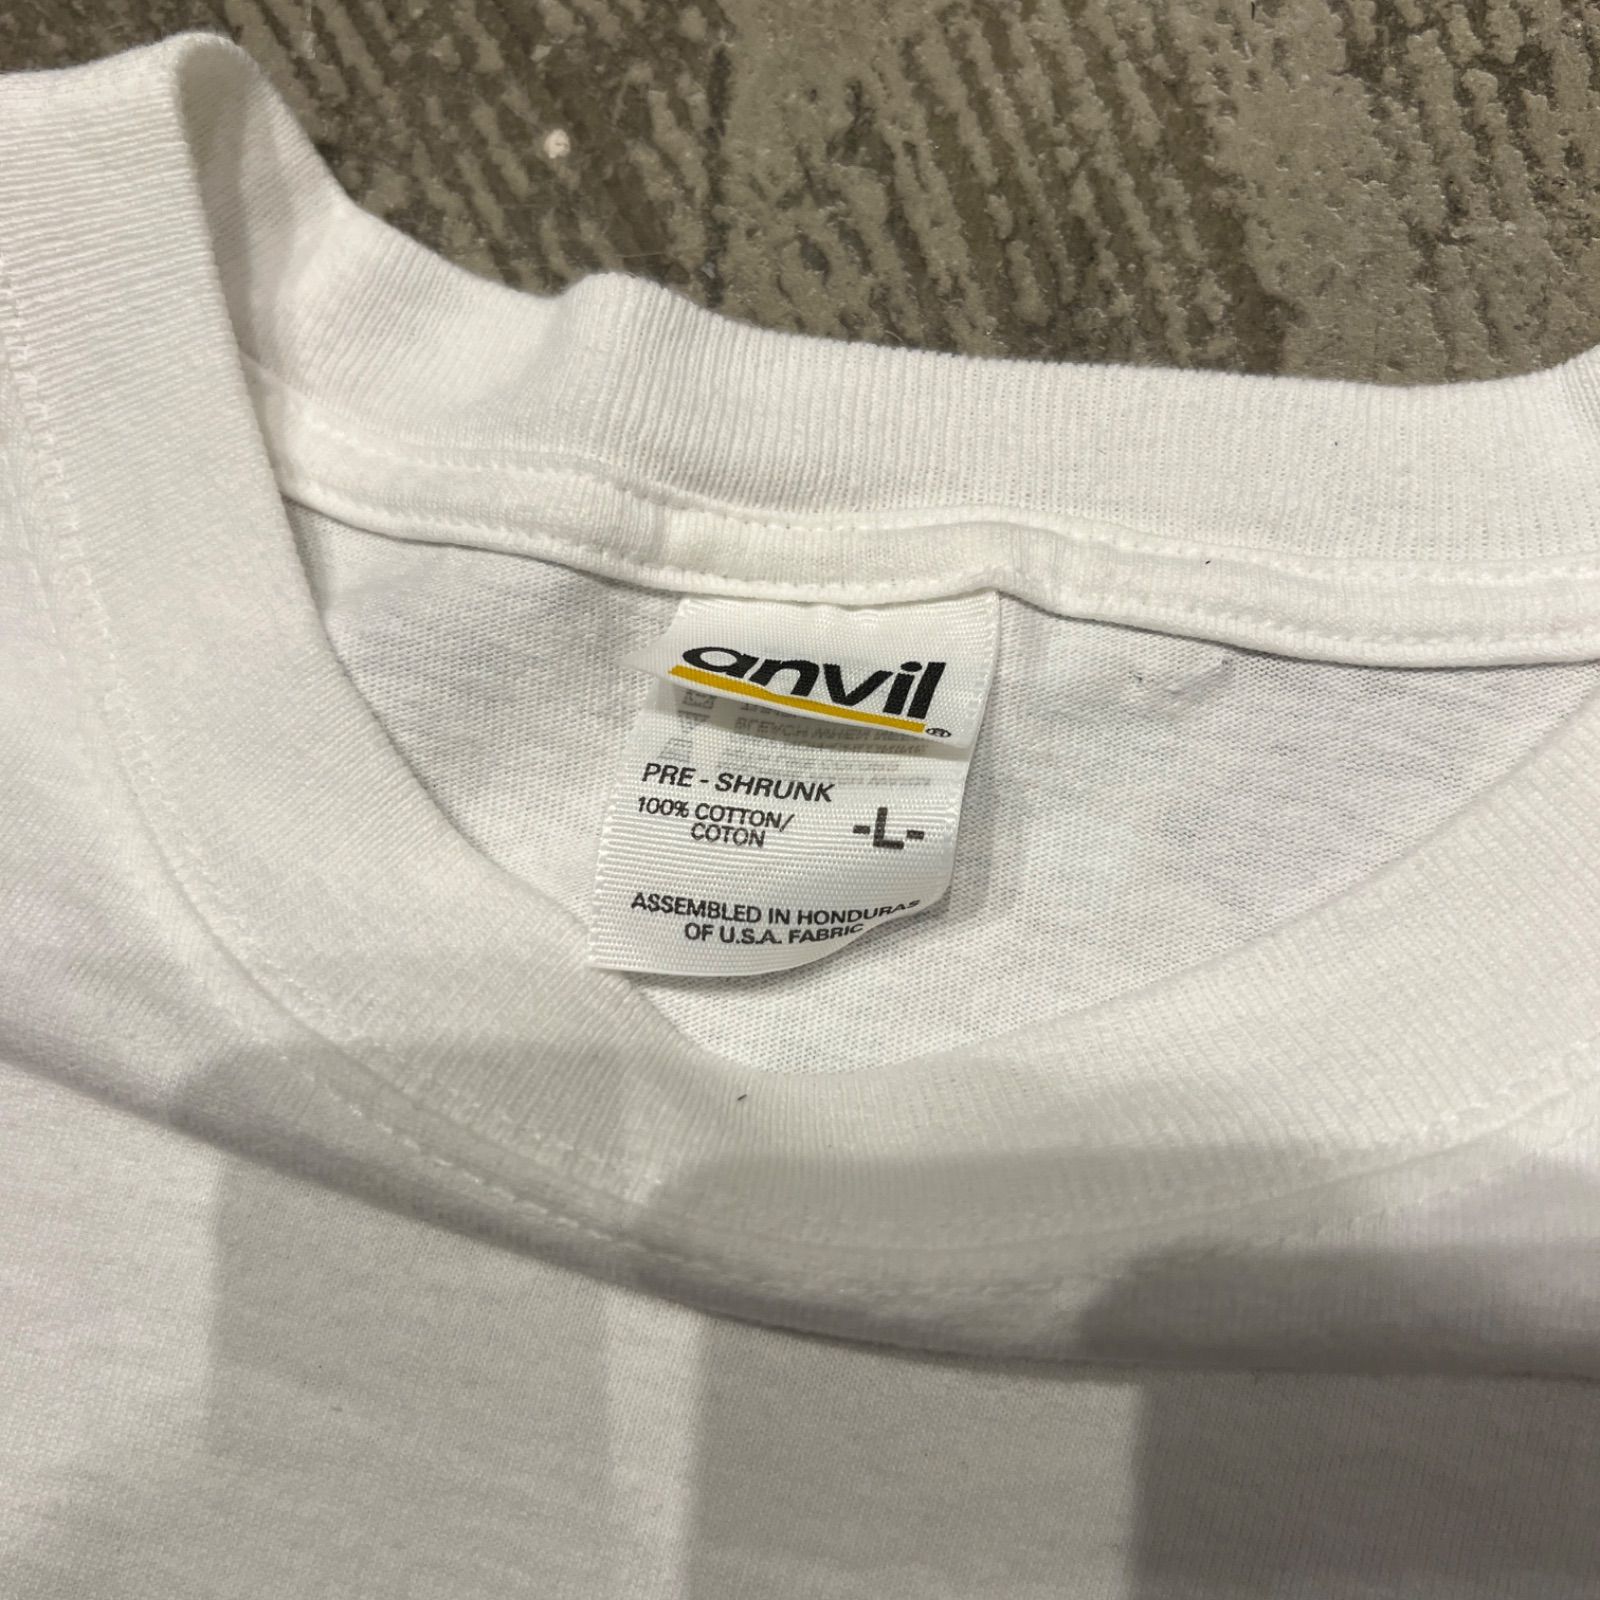 anvil®
PRE - SHRUNK
100% COTTON/
COTON
-L-
ASSEMBLED IN HONDURAS
OF U.S.A. FABRIC